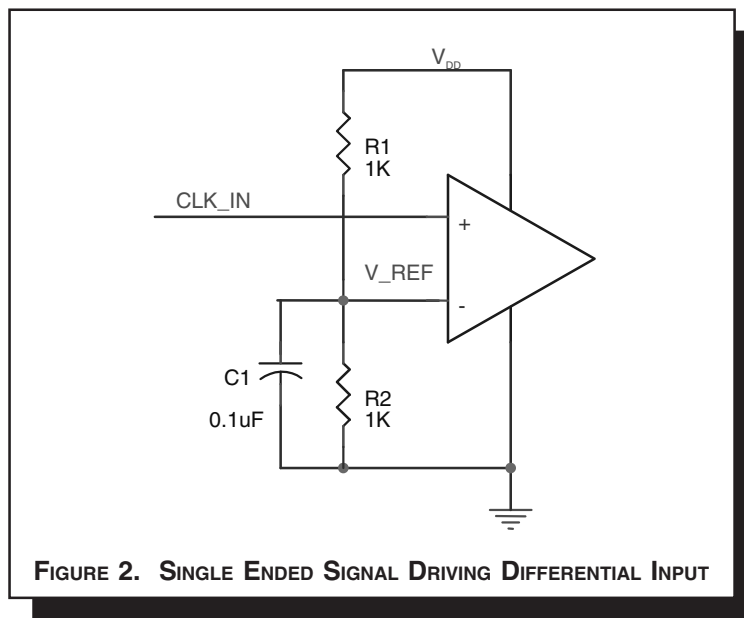 VDD
R1
1K
CLK_IN
+
V_REF
-
C1
0.1uF
R2
1K
FIGURE 2. SINGLE ENDED SIGNAL DRIVING DIFFERENTIAL INPUT